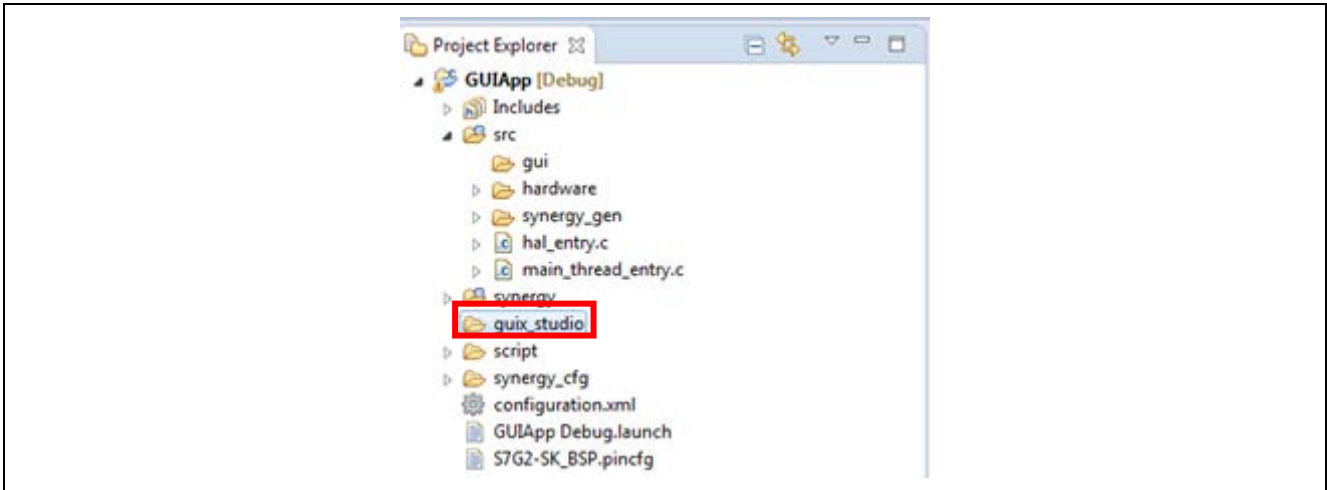 Project Explorer
GUIApp [Debug]
Includes
src
gui
hardware
synergy_gen
hal_entry.c
main_thread_entry.c
synergy
guix_studio
script
synergy_cfg
configuration.xml
GUIApp Debug.launch
S7G2-SK_BSP.pincfg